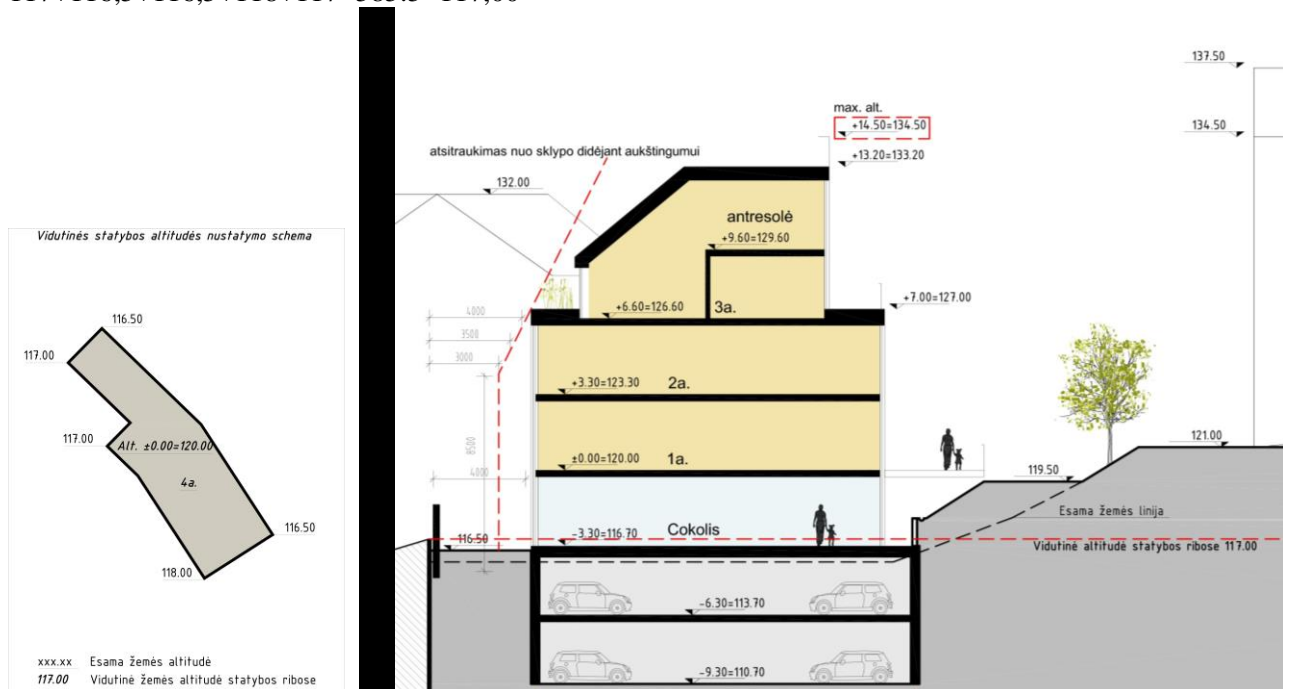 Vidutinės statybos altitudės nustatymo schema
116.50
117.00
117.00
Alt. ±0.00=120.00
4a.
116.50
118.00
xxx.xx Esama žemės altitudė
117.00 Vidutinė žemės altitudė statybos ribose
137.50
max. alt.
+14.50=134.50
134.50
atsitraukimas nuo sklypo didėjant aukštingumui
+13.20=133.20
132.00
antresolė
+9.60=129.60
+7.00=127.00
+6.60=126.60
3a.
4000
3500
3000
+3.30=123.30
2a.
8500
121.00
±0.00=120.00
1a.
4000
119.50
Esama žemės linija
116.50
-3.30=116.70
Cokolis
Vidutinė altitudė statybos ribose 117.00
-6.30=113.70
-9.30=110.70